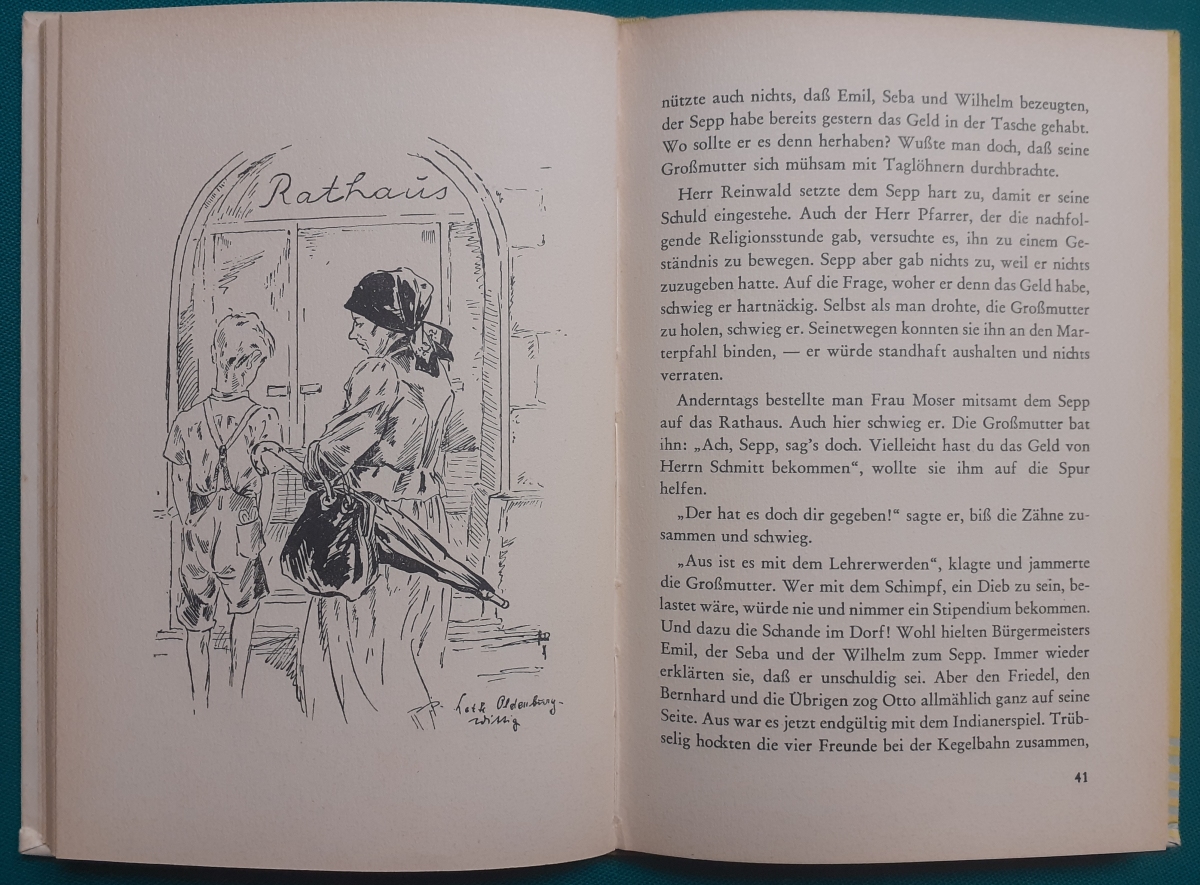 Rathaus
Lotte Oldenburg-
Wittig
nützte auch nichts, daß Emil, Seba und Wilhelm bezeugten,
der Sepp habe bereits gestern das Geld in der Tasche gehabt.
Wo sollte er es denn herhaben? Wußte man doch, daß seine
Großmutter sich mühsam mit Taglöhnern durchbrachte.
Herr Reinwald setzte dem Sepp hart zu, damit er seine
Schuld eingestehe. Auch der Herr Pfarrer, der die nachfol-
gende Religionsstunde gab, versuchte es, ihn zu einem Ge-
ständnis zu bewegen. Sepp aber gab nichts zu, weil er nichts
zuzugeben hatte. Auf die Frage, woher er denn das Geld habe,
schwieg er hartnäckig. Selbst als man drohte, die Großmutter
zu holen, schwieg er. Seinetwegen konnten sie ihn an den Mar-
terpfahl binden, — er würde standhaft aushalten und nichts
verraten.
Anderntags bestellte man Frau Moser mitsamt dem Sepp
auf das Rathaus. Auch hier schwieg er. Die Großmutter bat
ihn: „Ach, Sepp, sag's doch. Vielleicht hast du das Geld von
Herrn Schmitt bekommen“, wollte sie ihm auf die Spur
helfen.
„Der hat es doch dir gegeben!“ sagte er, biß die Zähne zu-
sammen und schwieg.
„Aus ist es mit dem Lehrerwerden“, klagte und jammerte
die Großmutter. Wer mit dem Schimpf, ein Dieb zu sein, be-
lastet wäre, würde nie und nimmer ein Stipendium bekommen.
Und dazu die Schande im Dorf! Wohl hielten Bürgermeisters
Emil, der Seba und der Wilhelm zum Sepp. Immer wieder
erklärten sie, daß er unschuldig sei. Aber den Friedel, den
Bernhard und die Übrigen zog Otto allmählich ganz auf seine
Seite. Aus war es jetzt endgültig mit dem Indianerspiel. Trüb-
selig hockten die vier Freunde bei der Kegelbahn zusammen,
41